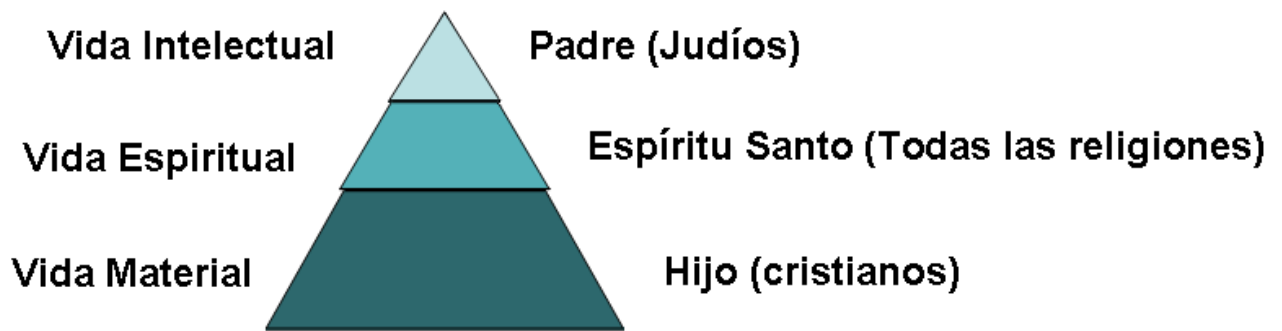 Vida Intelectual
Padre (Judíos)
Vida Espiritual
Espíritu Santo (Todas las religiones)
Vida Material
Hijo (cristianos)